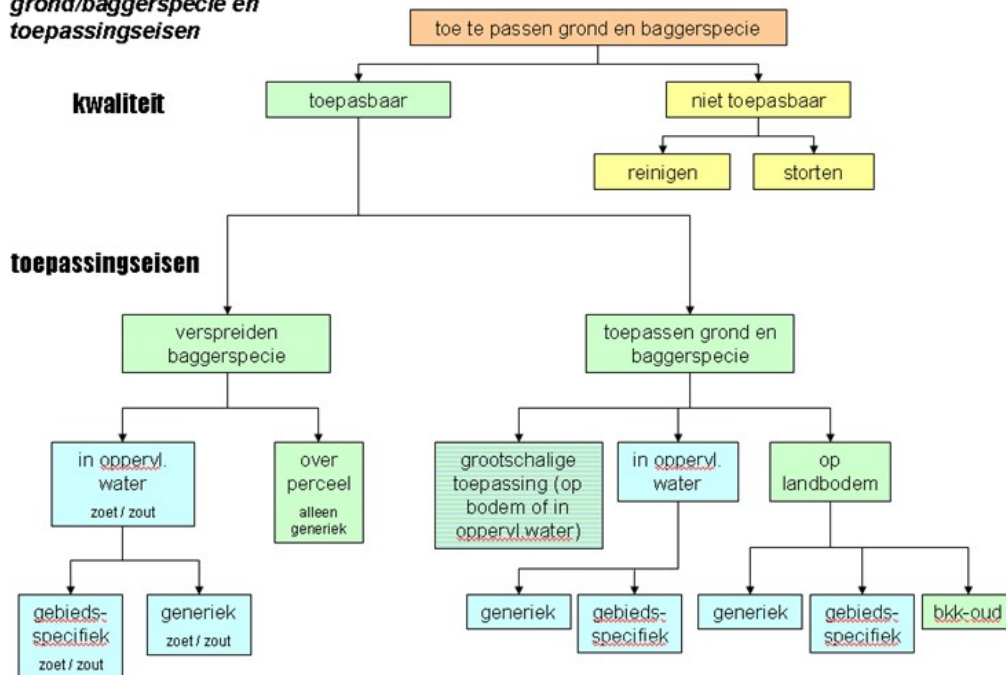 grond/baggerspecie en
toepassingseisen
toe te passen grond en baggerspecie
kwaliteit
toepasbaar
niet toepasbaar
reinigen
storten
toepassingseisen
verspreiden
baggerspecie
toepassen grond en
baggerspecie
in oppervl.
water
zoet / zout
over
perceel
alleen
generiek
grootschalige
toepassing (op
bodem of in
oppervl.water)
in oppervl.
water
op
landbodem
gebieds-
specifiek
zoet / zout
generiek
zoet / zout
generiek
gebieds-
specifiek
generiek
gebieds-
specifiek
bkk-oud